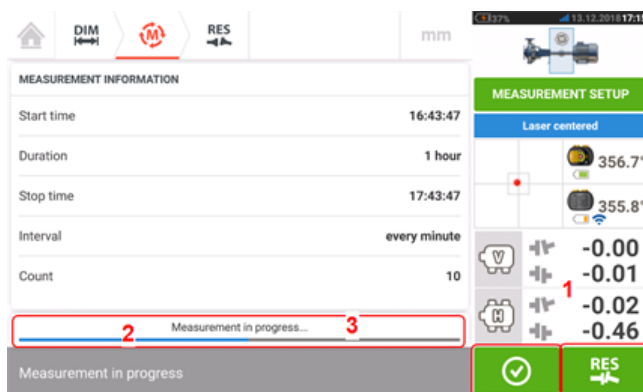 37% 13.12.2018 17:15
DIM
M
RES
mm
MEASUREMENT INFORMATION
Start time 16:43:47
Duration 1 hour
Stop time 17:43:47
Interval every minute
Count 10
2 Measurement in progress... 3
Measurement in progress
MEASUREMENT SETUP
Laser centered
356.7°
355.8°
V -0.00
-0.01
1
H -0.02
-0.46
RES